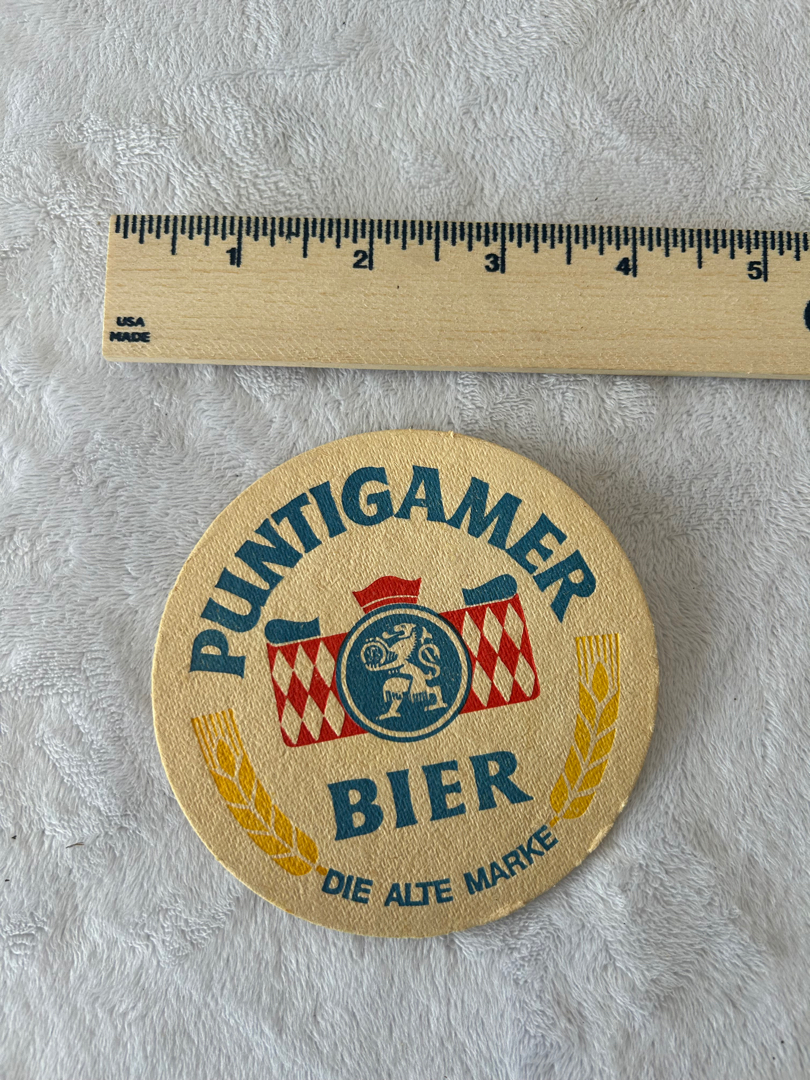 1 2 3 4 5
USA
MADE
PUNTIGAMER
BIER
DIE ALTE MARKE